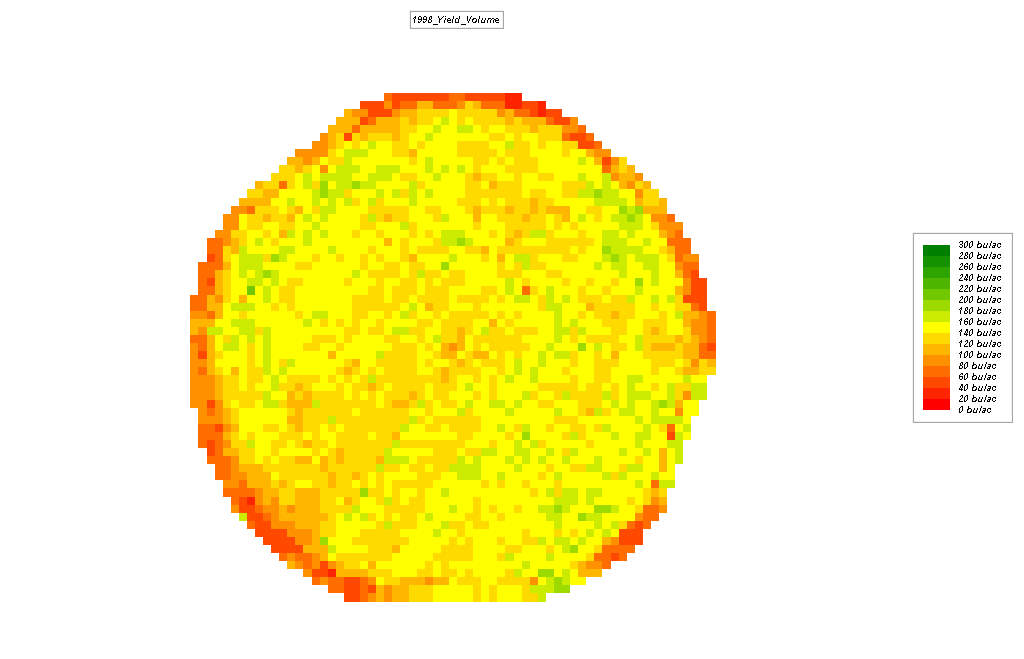 1998_Yield_Volume
300 bu/ac
280 bu/ac
260 bu/ac
240 bu/ac
220 bu/ac
200 bu/ac
180 bu/ac
160 bu/ac
140 bu/ac
120 bu/ac
100 bu/ac
80 bu/ac
60 bu/ac
40 bu/ac
20 bu/ac
0 bu/ac